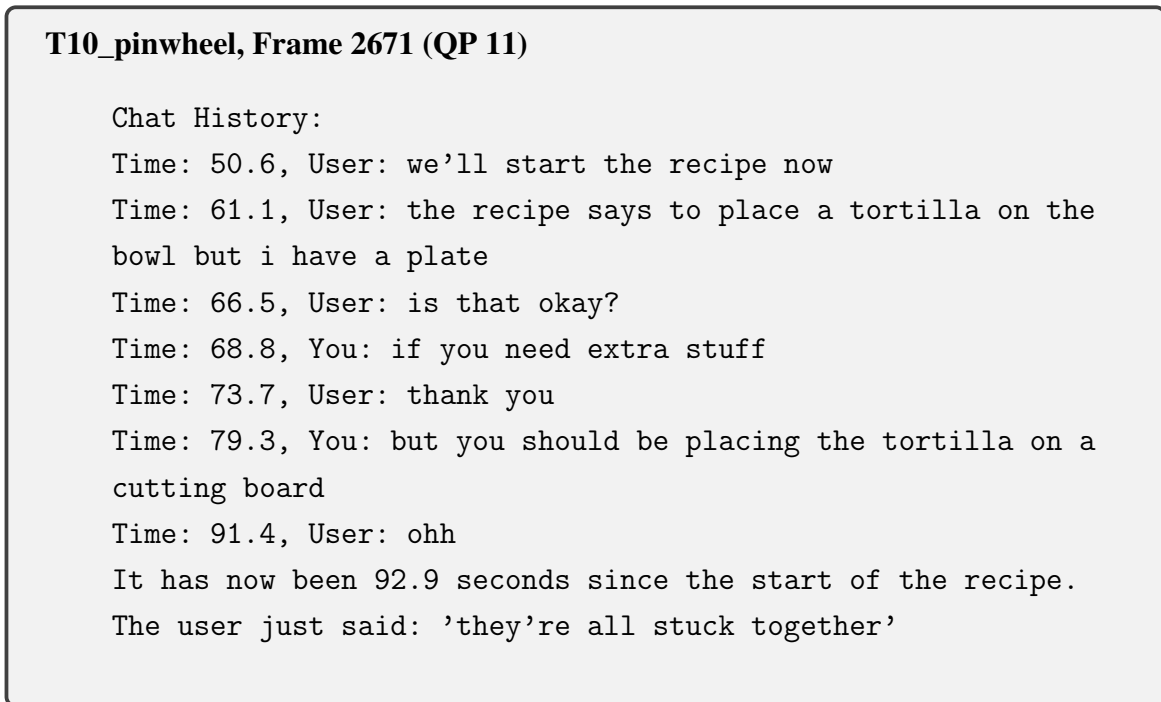 T10_pinwheel, Frame 2671 (QP 11)
Chat History:
Time: 50.6, User: we’ll start the recipe now
Time: 61.1, User: the recipe says to place a tortilla on the
bowl but i have a plate
Time: 66.5, User: is that okay?
Time: 68.8, You: if you need extra stuff
Time: 73.7, User: thank you
Time: 79.3, You: but you should be placing the tortilla on a
cutting board
Time: 91.4, User: ohh
It has now been 92.9 seconds since the start of the recipe.
The user just said: ’they’re all stuck together’